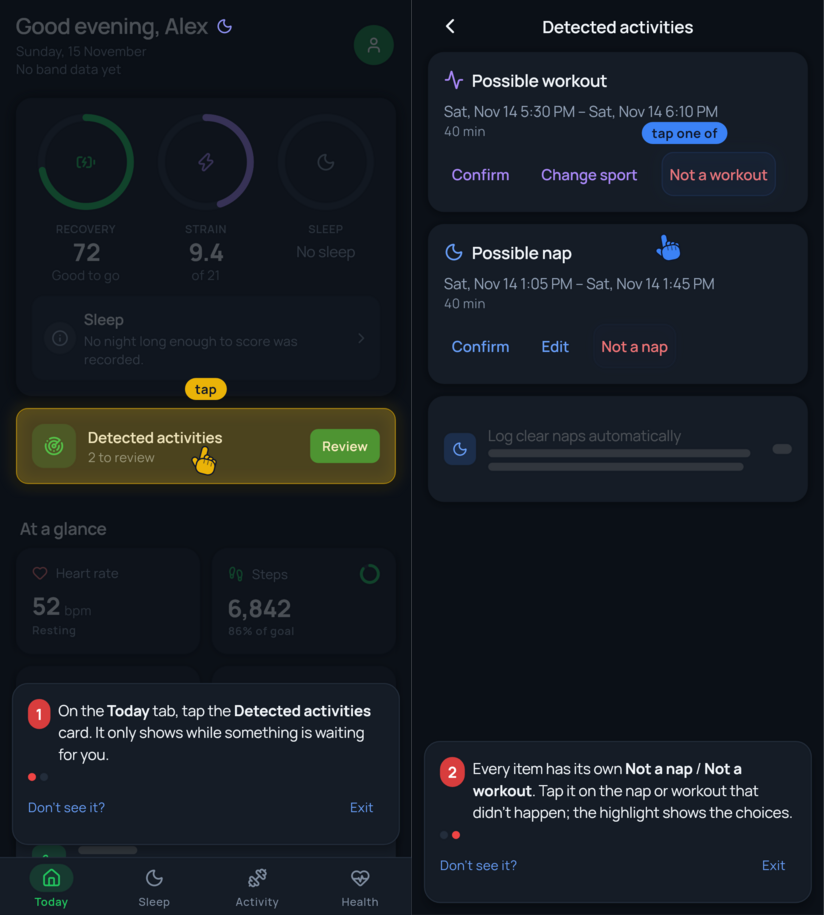 Good evening, Alex
Sunday, 15 November
No band data yet
RECOVERY
72
Good to go
STRAIN
9.4
of 21
SLEEP
No sleep
Sleep
No night long enough to score was
recorded.
tap
Detected activities
2 to review
Review
At a glance
Heart rate
52 bpm
Resting
Steps
6,842
86% of goal
1
On the Today tab, tap the Detected activities
card. It only shows while something is waiting
for you.
Don't see it?
Exit
Today
Sleep
Activity
Health
Detected activities
Possible workout
Sat, Nov 14 5:30 PM – Sat, Nov 14 6:10 PM
40 min
tap one of
Confirm
Change sport
Not a workout
Possible nap
Sat, Nov 14 1:05 PM – Sat, Nov 14 1:45 PM
40 min
Confirm
Edit
Not a nap
Log clear naps automatically
2
Every item has its own Not a nap / Not a
workout. Tap it on the nap or workout that
didn't happen; the highlight shows the choices.
Don't see it?
Exit